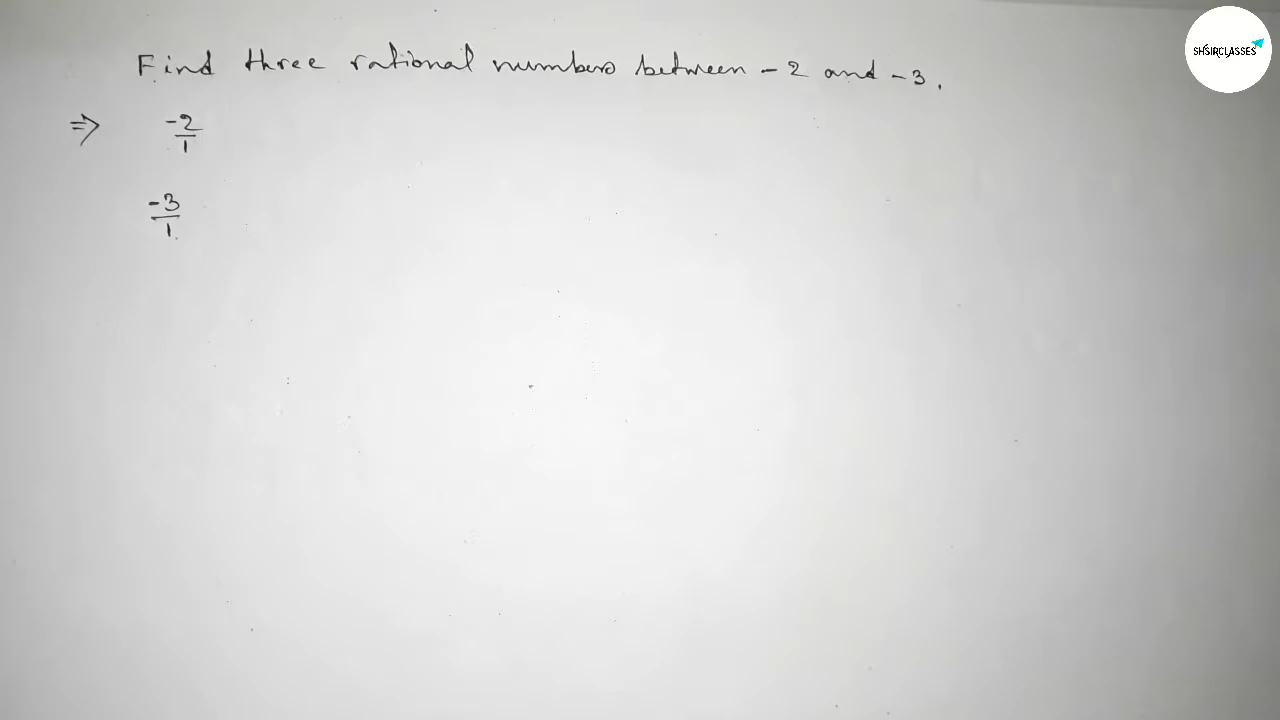 SHSIRCLASSES
Find three rational numbers between -2 and -3.
⇒ -2/1
-3/1